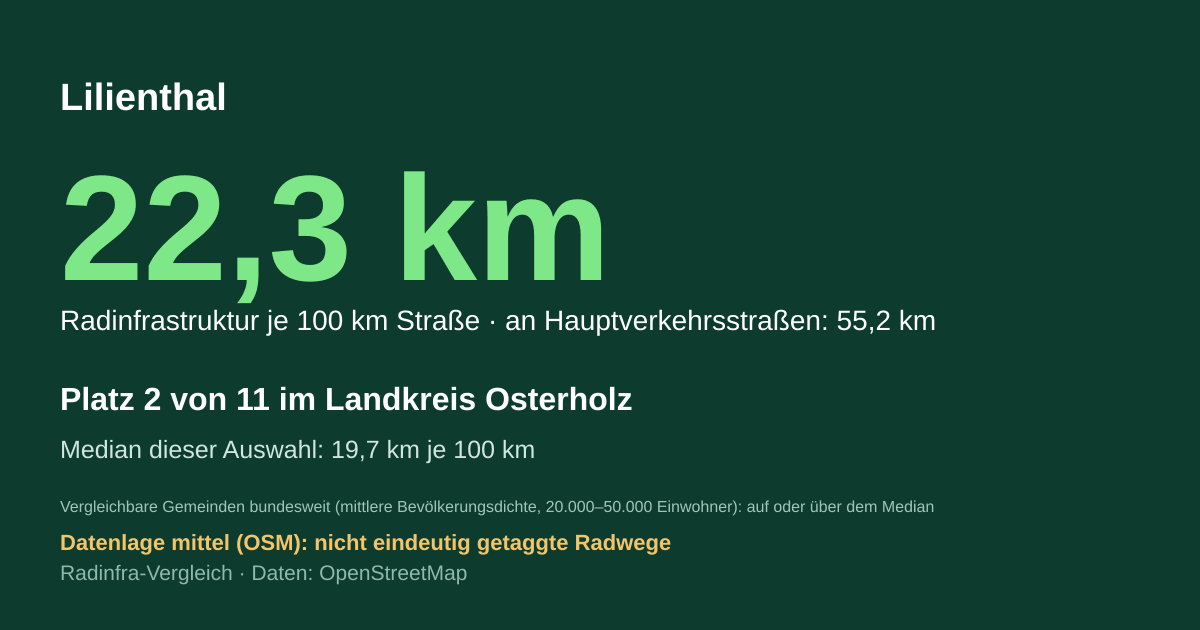 Lilienthal
22,3 km
Radinfrastruktur je 100 km Straße · an Hauptverkehrsstraßen: 55,2 km
Platz 2 von 11 im Landkreis Osterholz
Median dieser Auswahl: 19,7 km je 100 km
Vergleichbare Gemeinden bundesweit (mittlere Bevölkerungsdichte, 20.000–50.000 Einwohner): auf oder über dem Median
Datenlage mittel (OSM): nicht eindeutig getaggte Radwege
Radinfra-Vergleich · Daten: OpenStreetMap